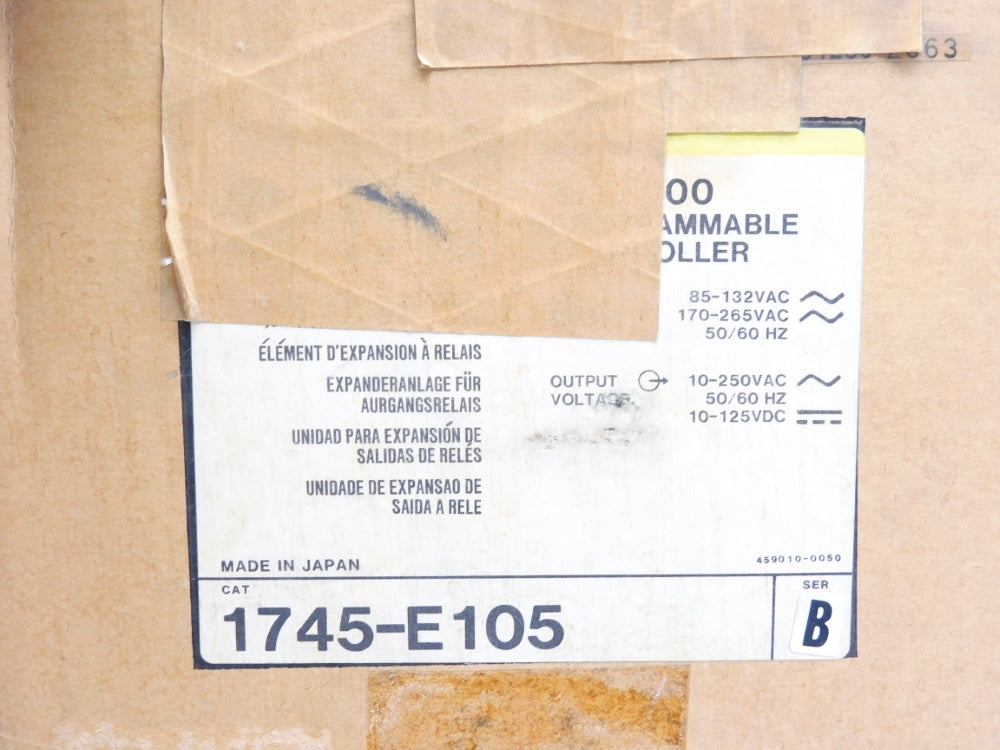 2063
00
AMMABLE
OLLER
85-132VAC
170-265VAC
50/60 HZ
ÉLÉMENT D'EXPANSION À RELAIS
EXPANDERANLAGE FÜR
AURGANGSRELAIS
UNIDAD PARA EXPANSIÓN DE
SALIDAS DE RELÉS
UNIDADE DE EXPANSAO DE
SAIDA A RELE
OUTPUT
VOLTAGE
10-250VAC
50/60 HZ
10-125VDC
MADE IN JAPAN
459010-0050
CAT
1745-E105
SER
B